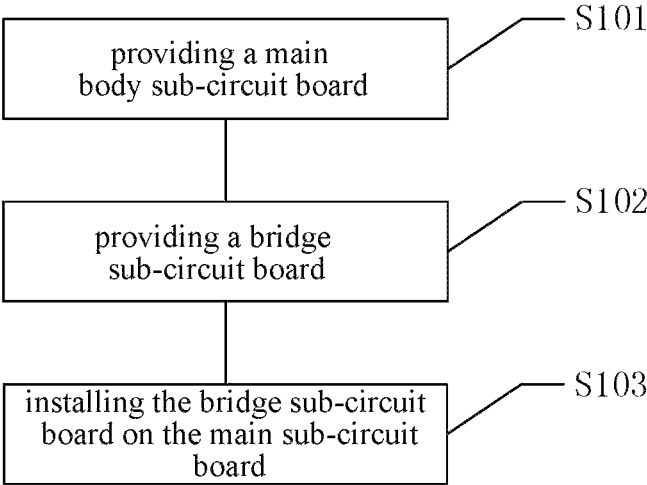 S101
providing a main
body sub-circuit board
S102
providing a bridge
sub-circuit board
S103
installing the bridge sub-circuit
board on the main sub-circuit
board